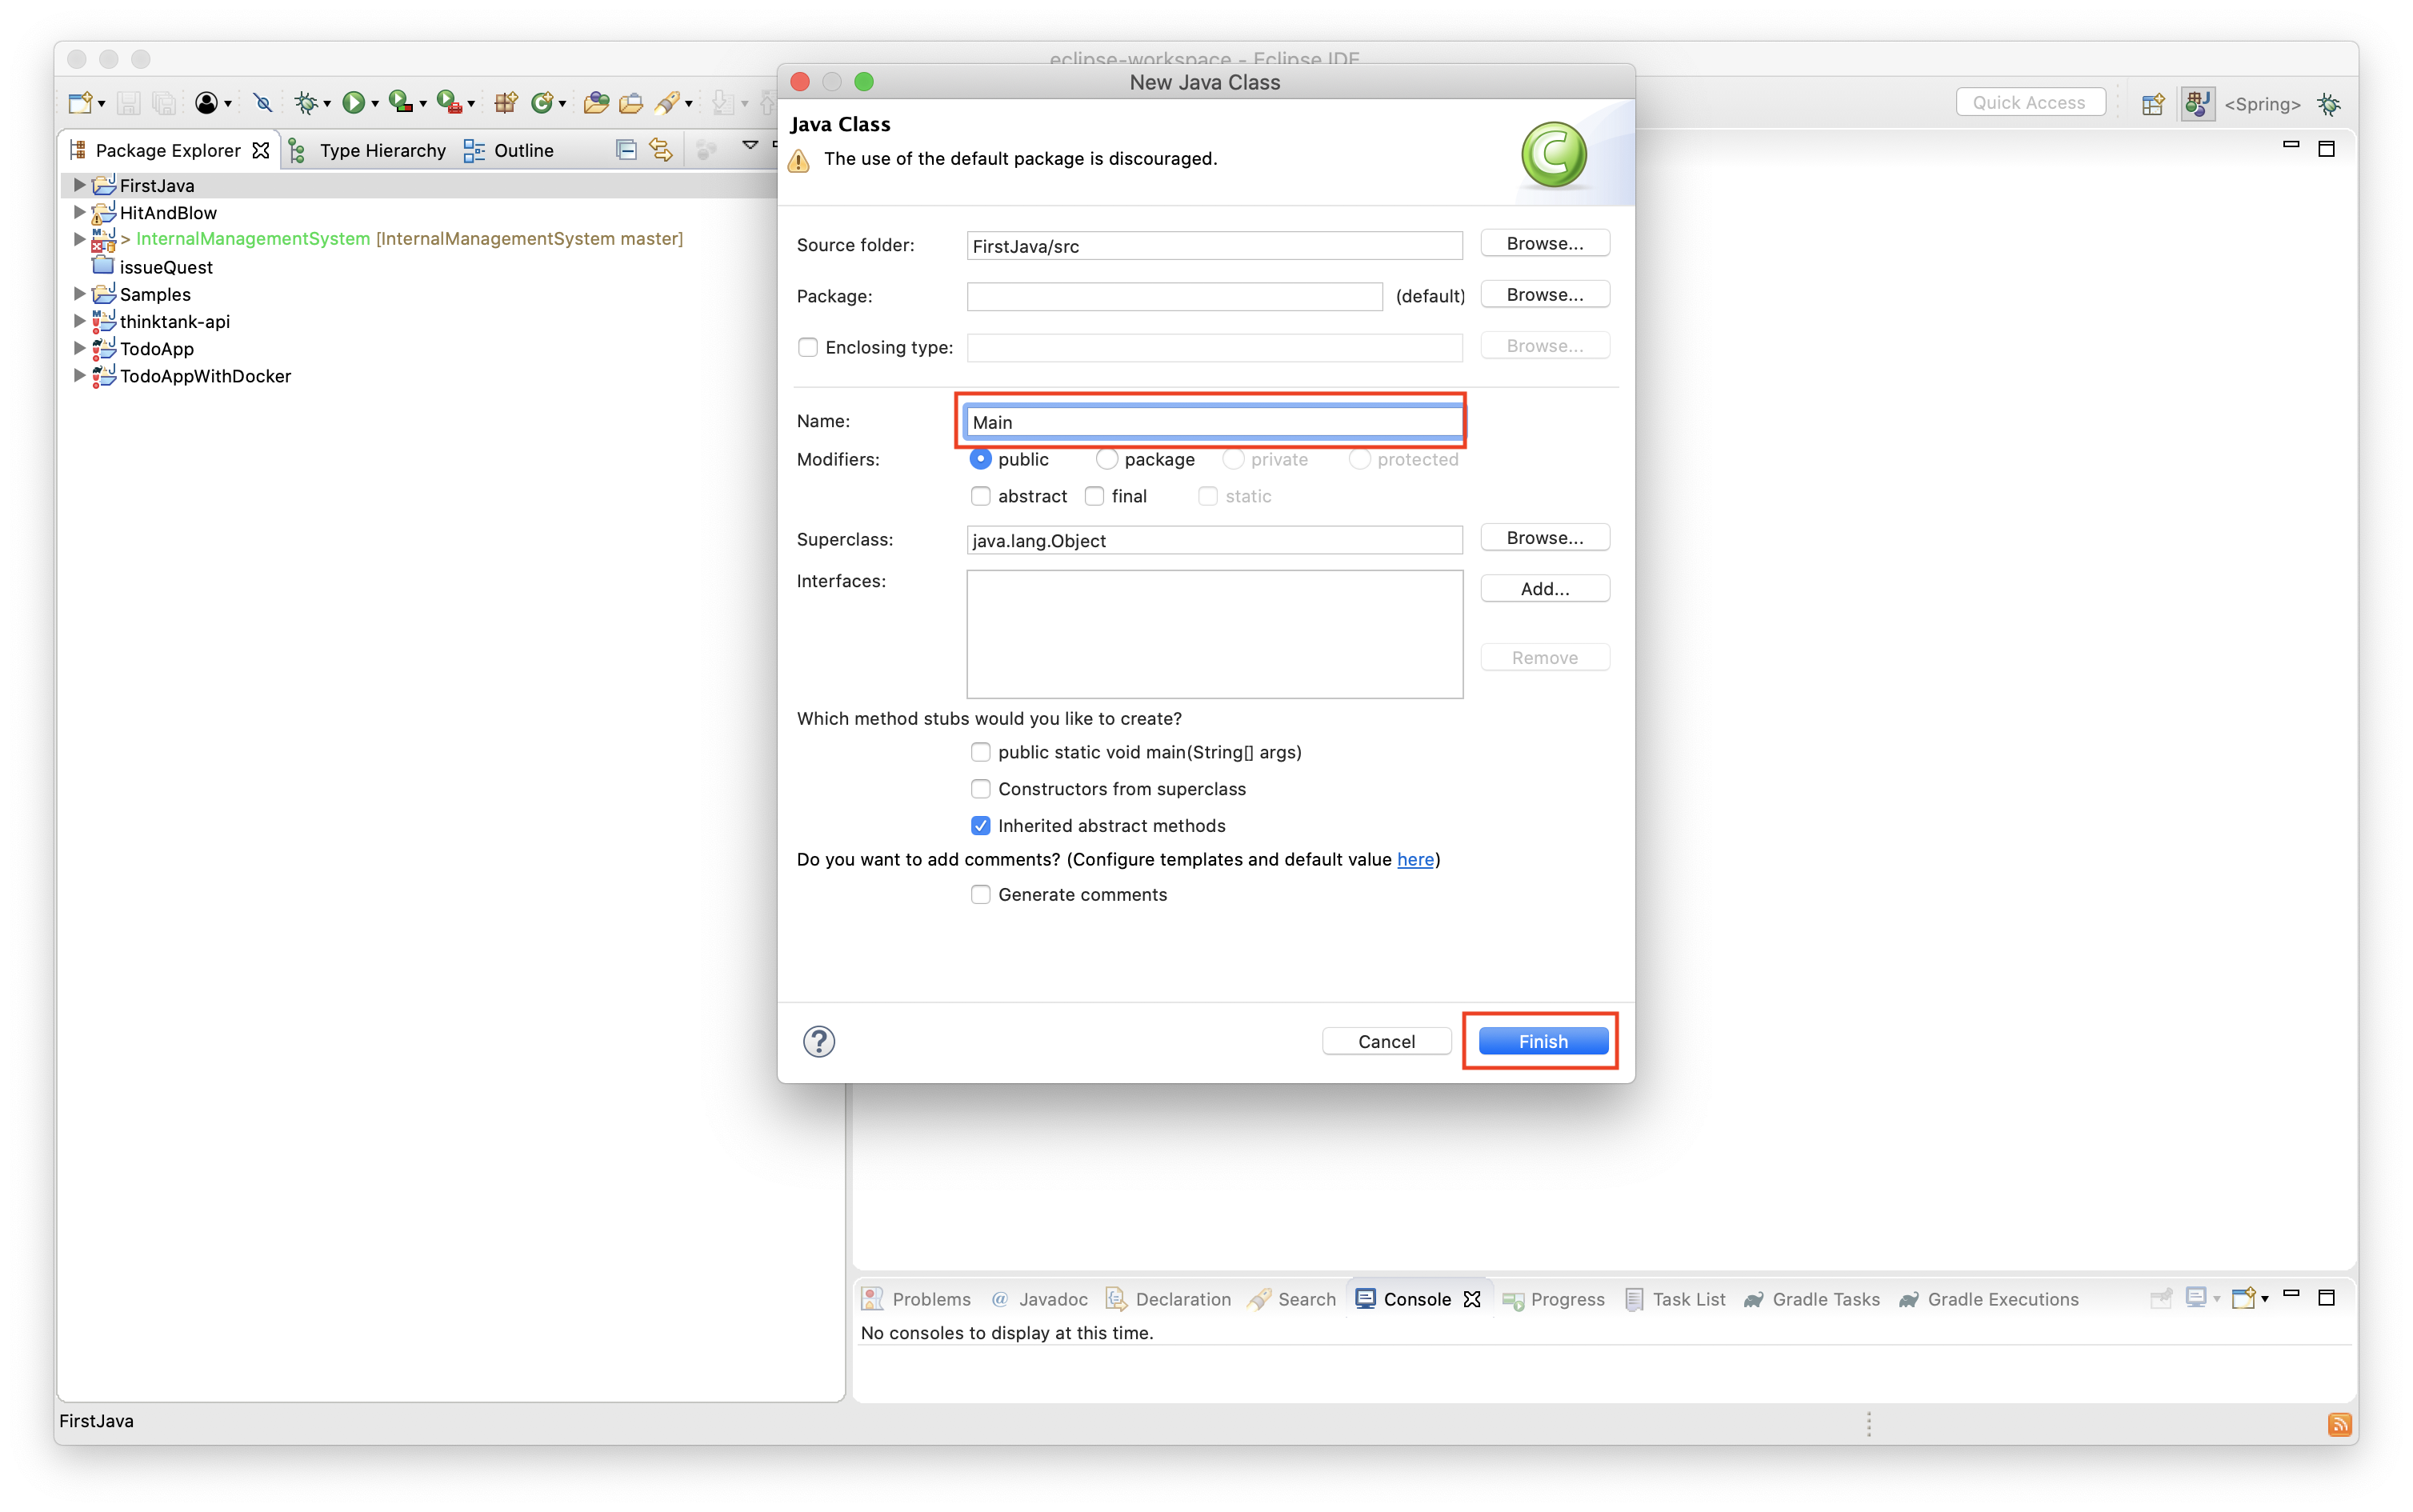 eclipse-workspace - Eclipse IDE
New Java Class
Quick Access
<Spring>
Package Explorer
Type Hierarchy
Outline
FirstJava
HitAndBlow
> InternalManagementSystem [InternalManagementSystem master]
issueQuest
Samples
thinktank-api
TodoApp
TodoAppWithDocker
Java Class
The use of the default package is discouraged.
Source folder: FirstJava/src Browse...
Package: (default) Browse...
Enclosing type: Browse...
Name: Main
Modifiers: public package private protected
abstract final static
Superclass: java.lang.Object Browse...
Interfaces: Add...
Remove
Which method stubs would you like to create?
public static void main(String[] args)
Constructors from superclass
Inherited abstract methods
Do you want to add comments? (Configure templates and default value here)
Generate comments
? Cancel Finish
Problems @ Javadoc Declaration Search Console Progress Task List Gradle Tasks Gradle Executions
No consoles to display at this time.
FirstJava